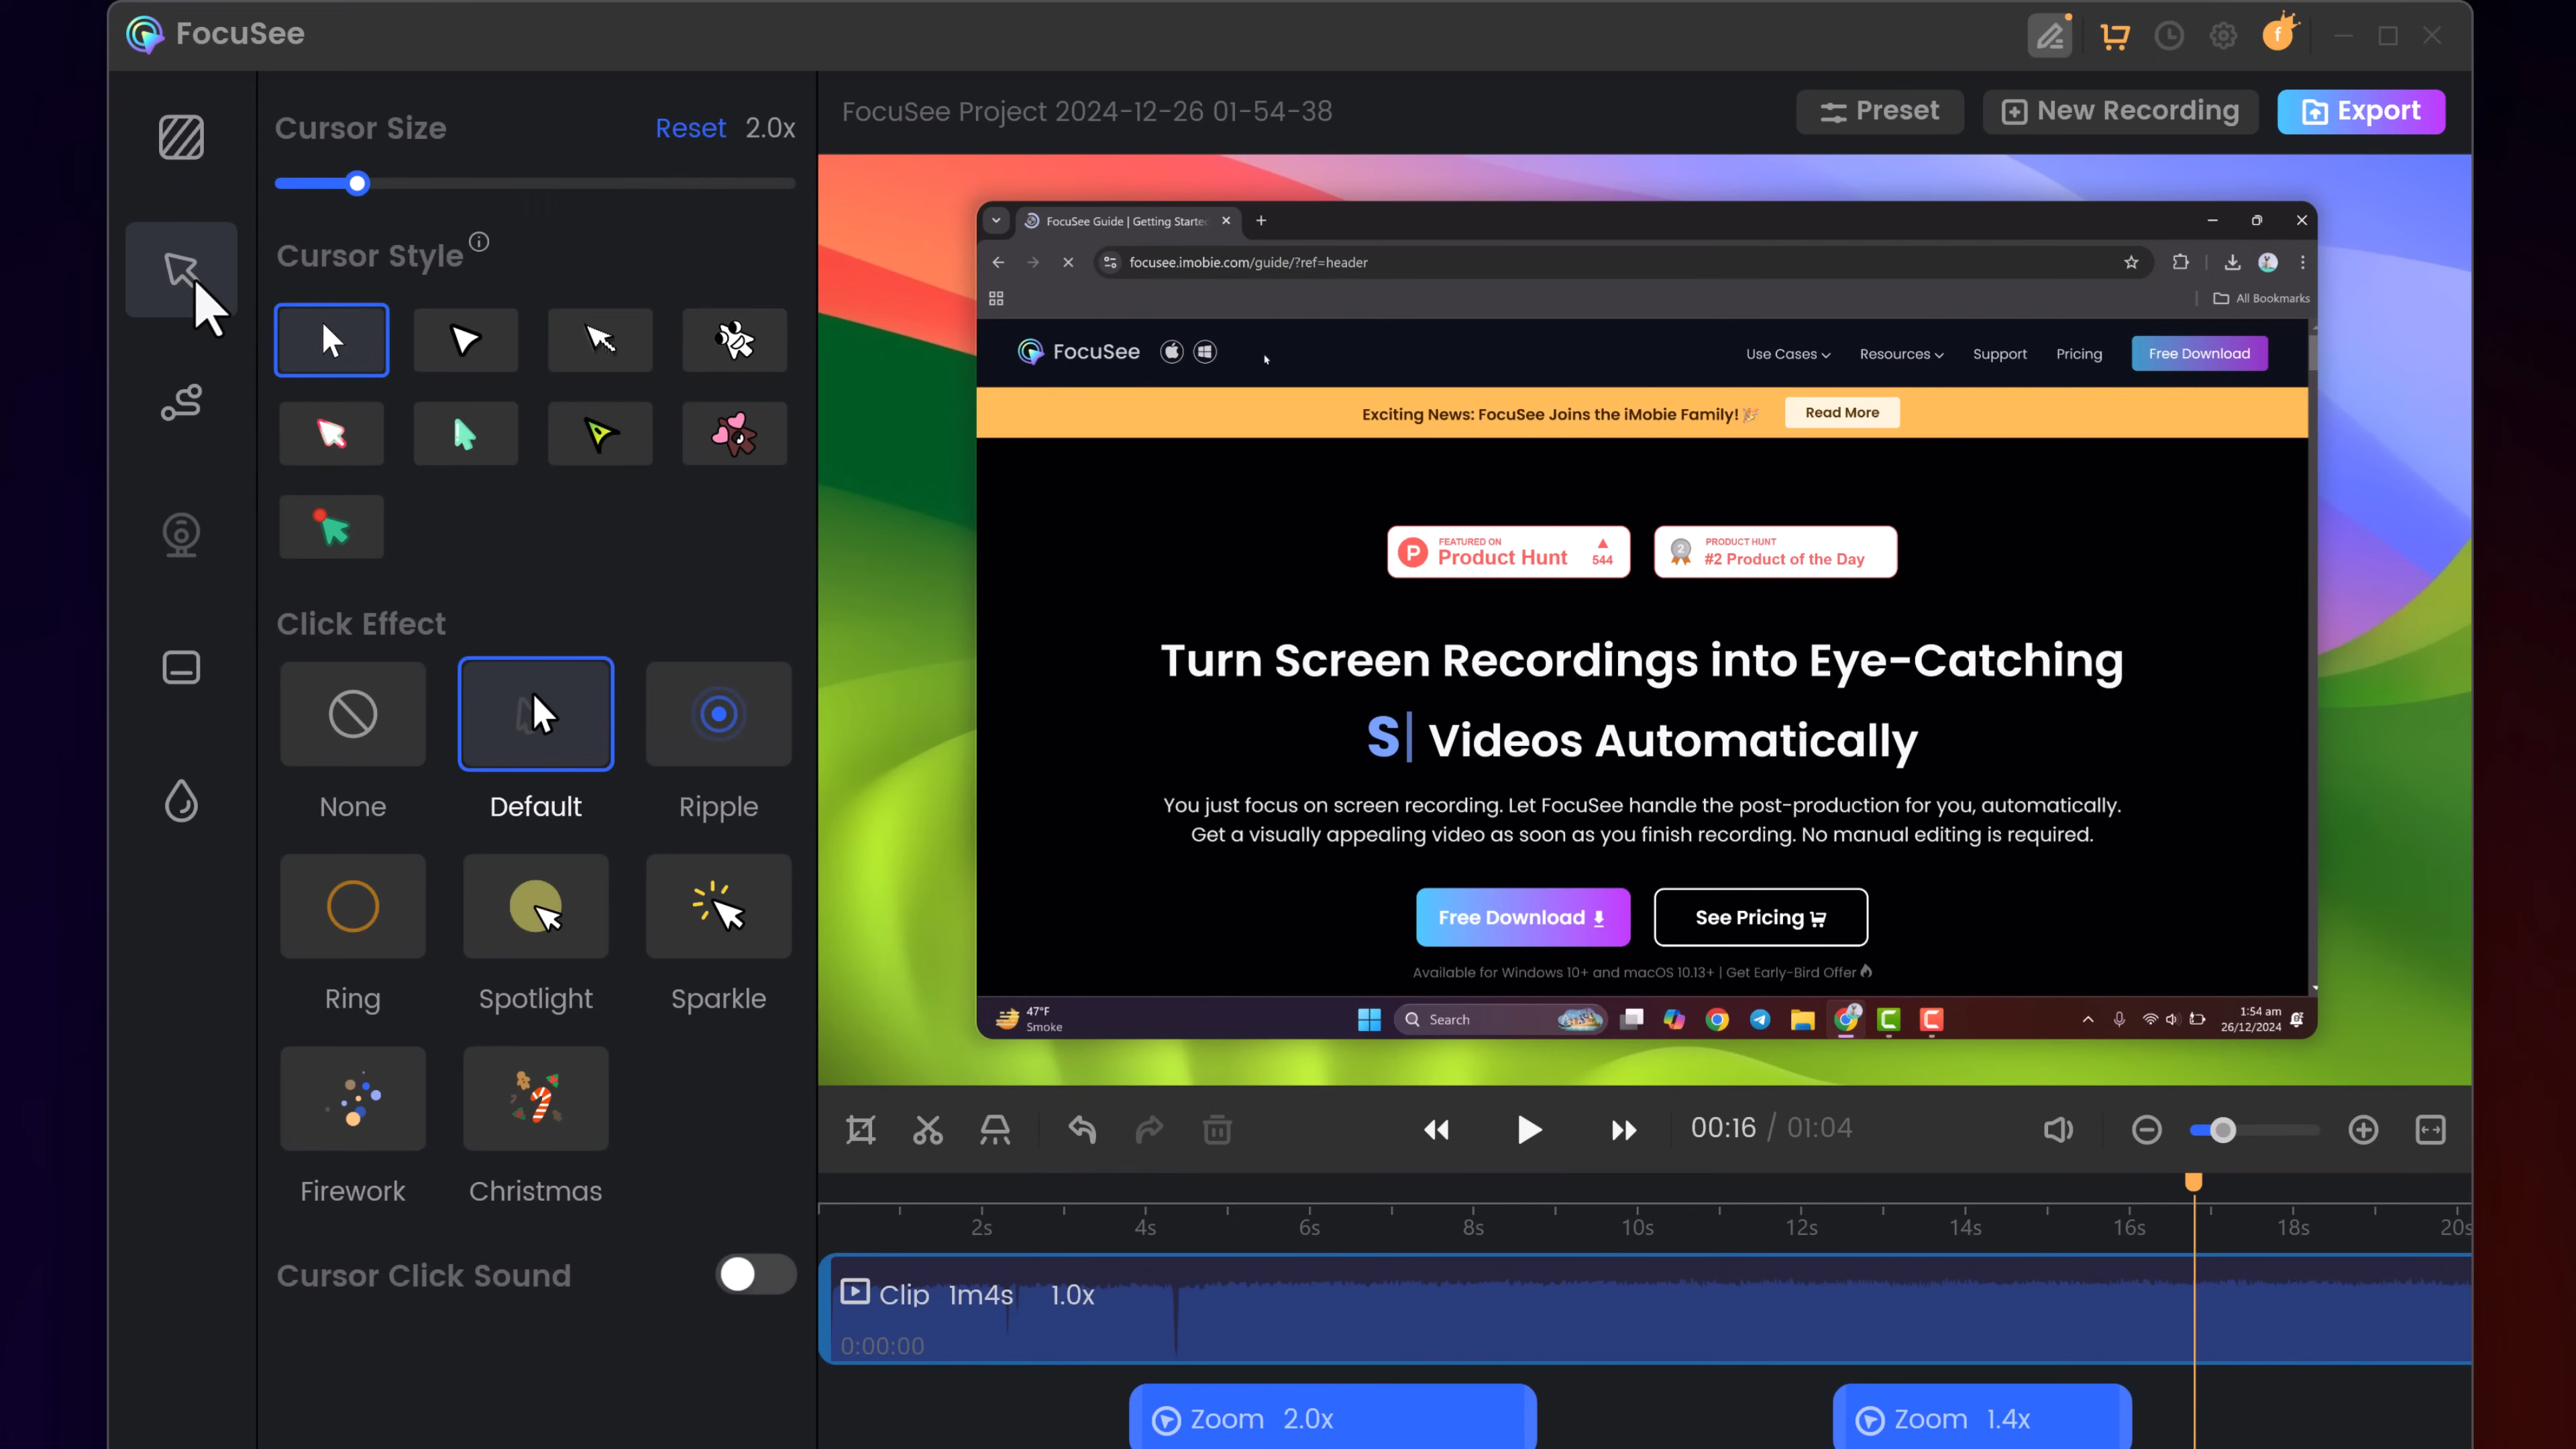 FocuSee
Cursor Size
Reset 2.0x
Cursor Style
Click Effect
None
Default
Ripple
Ring
Spotlight
Sparkle
Firework
Christmas
Cursor Click Sound
FocuSee Project 2024-12-26 01-54-38
Preset
New Recording
Export
FocuSee Guide | Getting Starte
focusee.imobie.com/guide/?ref=header
All Bookmarks
FocuSee
Use Cases
Resources
Support
Pricing
Free Download
Exciting News: FocuSee Joins the iMobie Family!
Read More
P
FEATURED ON
Product Hunt
544
2
PRODUCT HUNT
#2 Product of the Day
Turn Screen Recordings into Eye-Catching
S| Videos Automatically
You just focus on screen recording. Let FocuSee handle the post-production for you, automatically.
Get a visually appealing video as soon as you finish recording. No manual editing is required.
Free Download
See Pricing
Available for Windows 10+ and macOS 10.13+ | Get Early-Bird Offer
47°F
Smoke
Search
1:54 am
26/12/2024
00:16 / 01:04
2s 4s 6s 8s 10s 12s 14s 16s 18s 20s
Clip 1m4s 1.0x
0:00:00
Zoom 2.0x
Zoom 1.4x